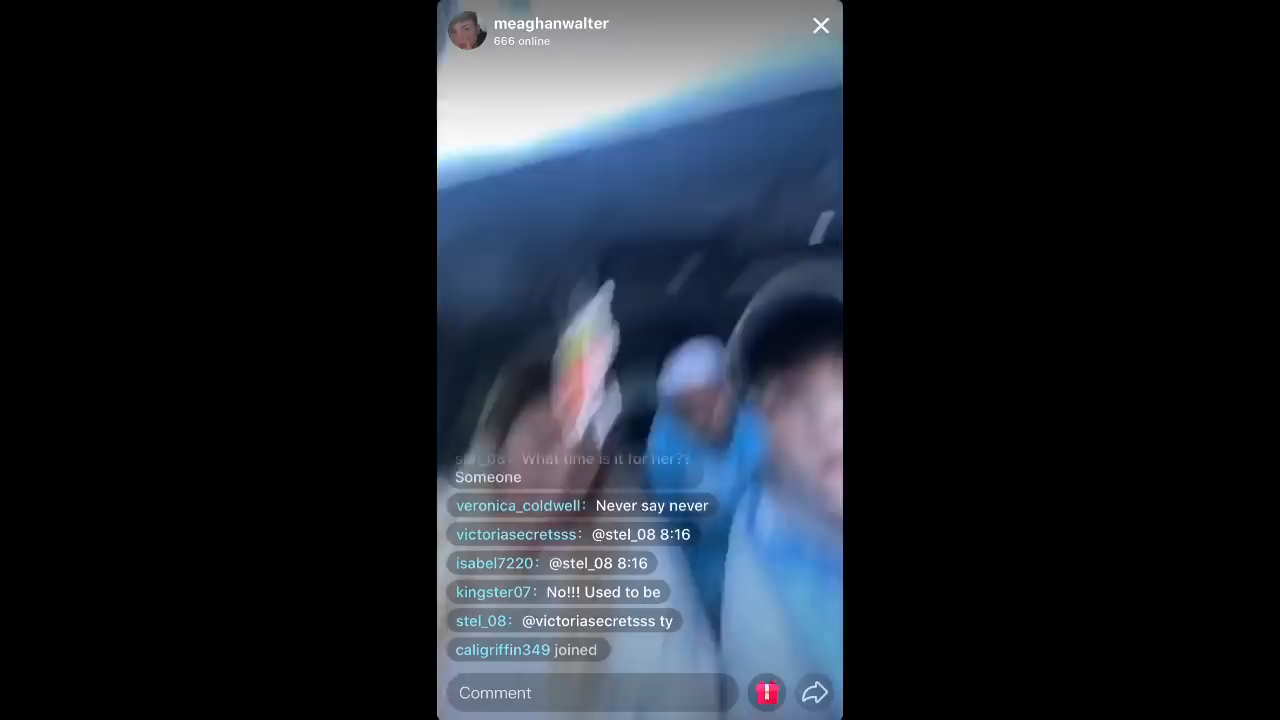 meaghanwalter
666 online
stel_08: What time is it for her??
Someone
veronica_coldwell: Never say never
victoriasecretsss: @stel_08 8:16
isabel7220: @stel_08 8:16
kingster07: No!!! Used to be
stel_08: @victoriasecretsss ty
caligriffin349 joined
Comment